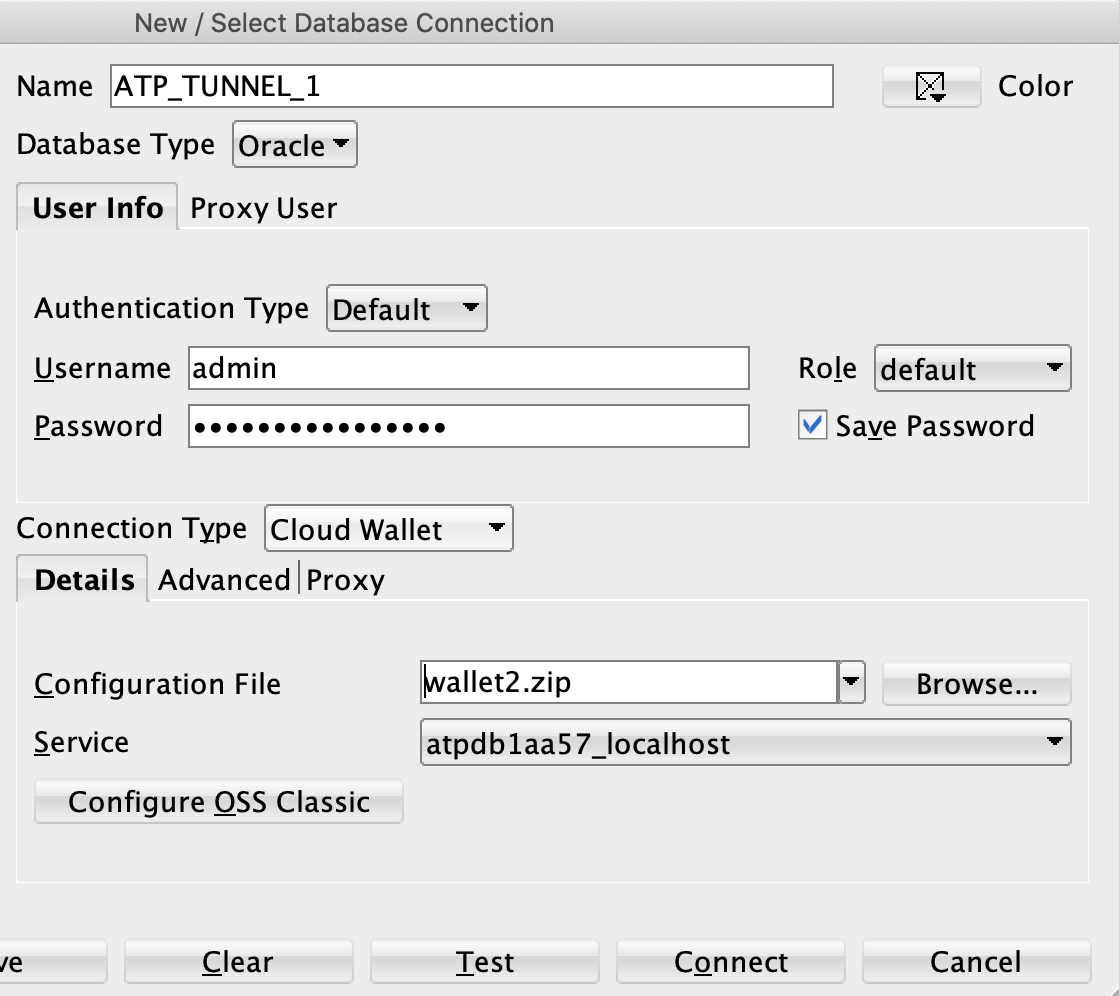 New / Select Database Connection
Name ATP_TUNNEL_1 Color
Database Type Oracle
User Info Proxy User
Authentication Type Default
Username admin Role default
Password •••••••••••••••• Save Password
Connection Type Cloud Wallet
Details Advanced Proxy
Configuration File wallet2.zip Browse...
Service atpdb1aa57_localhost
Configure OSS Classic
ve Clear Test Connect Cancel